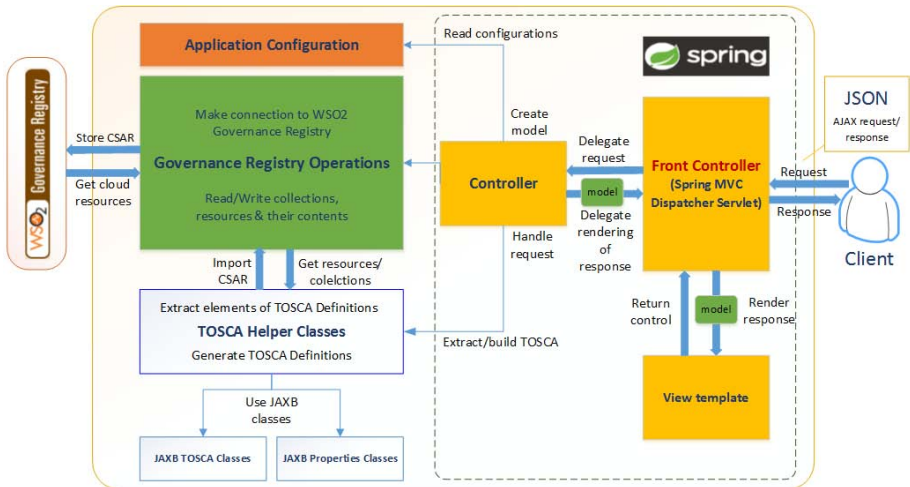 Application Configuration
Read configurations
spring
JSON
AJAX request/
response
WSO2 Governance Registry
Store CSAR
Get cloud
resources
Make connection to WSO2
Governance Registry
Governance Registry Operations
Read/Write collections,
resources & their contents
Create
model
Controller
Handle
request
Delegate
request
model
Delegate
rendering
of
response
Front Controller
(Spring MVC
Dispatcher Servlet)
Request
Response
Client
Import
CSAR
Get resources/
colelctions
Extract elements of TOSCA Definitions
TOSCA Helper Classes
Generate TOSCA Definitions
Extract/build TOSCA
Return
control
model
Render
response
View template
Use JAXB
classes
JAXB TOSCA Classes
JAXB Properties Classes